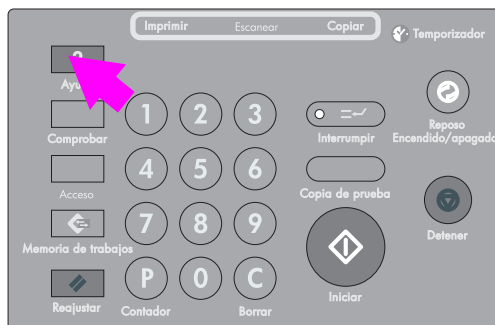 Imprimir Escanear Copiar
Temporizador
Comprobar
1 2 3
Interrumpir
Reposo
Encendido/apagado
4 5 6
Acceso
Copia de prueba
7 8 9
Memoria de trabajos
Detener
P 0 C
Reajustar
Contador
Borrar
Iniciar